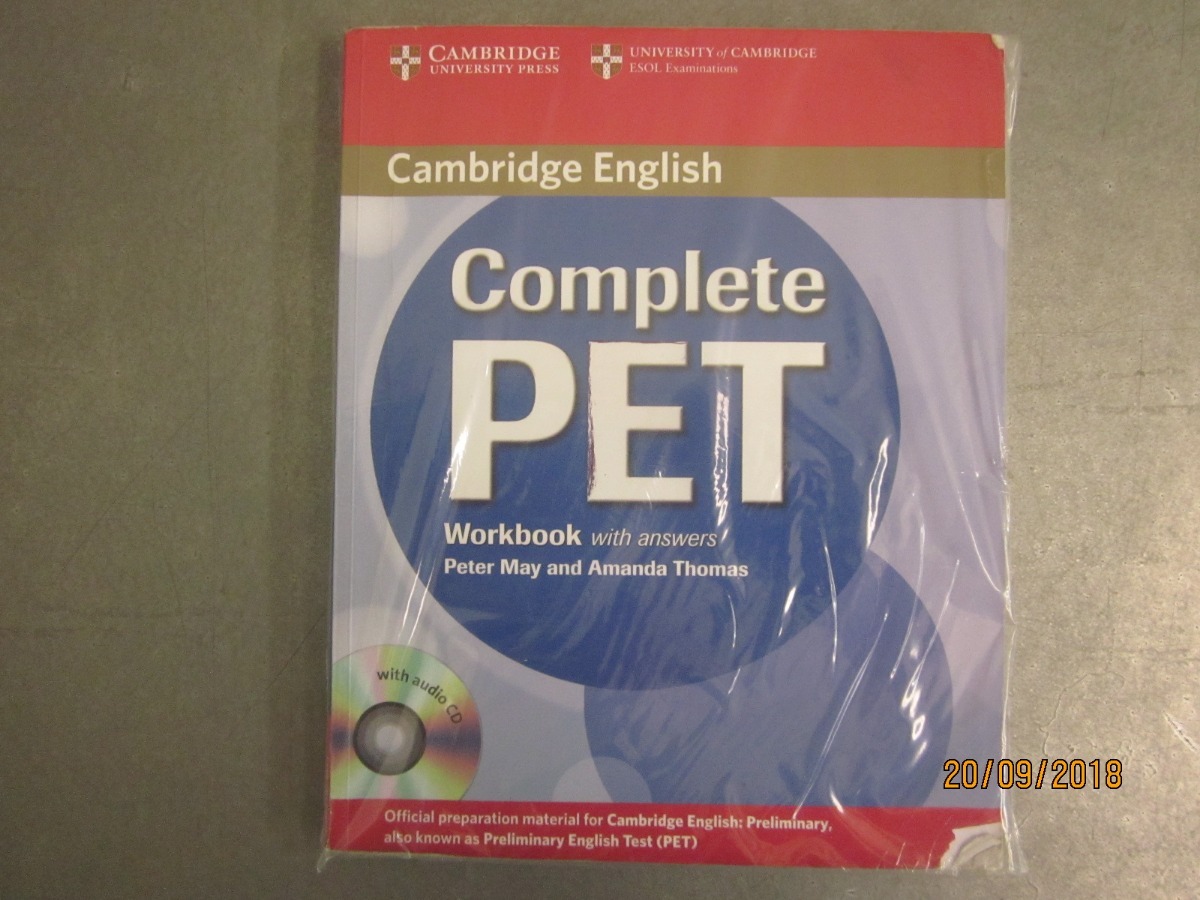 CAMBRIDGE
UNIVERSITY PRESS
UNIVERSITY of CAMBRIDGE
ESOL Examinations
Cambridge English
Complete
PET
Workbook with answers
Peter May and Amanda Thomas
with audio CD
Official preparation material for Cambridge English: Preliminary,
also known as Preliminary English Test (PET)
20/09/2018